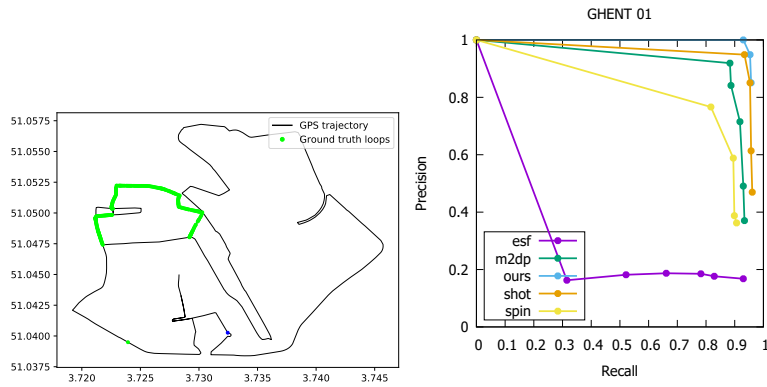 51.0575
51.0550
51.0525
51.0500
51.0475
51.0450
51.0425
51.0400
51.0375
3.720 3.725 3.730 3.735 3.740 3.745
GPS trajectory
Ground truth loops
GHENT 01
Precision
1
0.8
0.6
0.4
0.2
0
esf
m2dp
ours
shot
spin
0 0.1 0.2 0.3 0.4 0.5 0.6 0.7 0.8 0.9 1
Recall